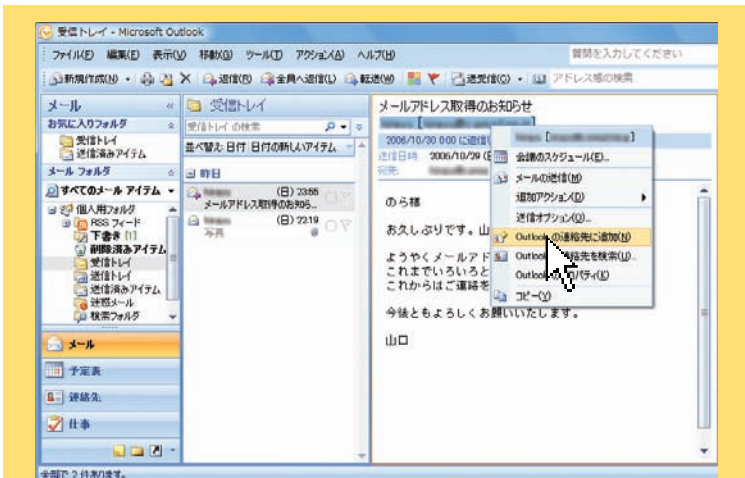 受信トレイ - Microsoft Outlook
ファイル(F) 編集(E) 表示(V) 移動(G) ツール(T) アクション(A) ヘルプ(H) 質問を入力してください
新規作成(N) 返信(R) 全員へ返信(L) 転送(W) 送受信(C) アドレス帳の検索
メール
お気に入りフォルダ
受信トレイ
送信済みアイテム
メール フォルダ
すべてのメール アイテム
個人用フォルダ
RSS フィード
下書き [1]
削除済みアイテム
受信トレイ
送信トレイ
送信済みアイテム
迷惑メール
検索フォルダ
メール
予定表
連絡先
仕事
全部で 2 件あります。
受信トレイ
受信トレイ の検索
並べ替え: 日付 日付の新しいアイテム
昨日
(日) 23:55
メールアドレス取得のお知ら...
(日) 22:19
写真
メールアドレス取得のお知らせ
2006/10/30 0:00 に返信
送信日時: 2006/10/29
宛先:
のら様
お久しぶりです。山
ようやくメールアド
これまでいろいろと
これからはご連絡を
今後ともよろしくお願いいたします。
山口
会議のスケジュール(E)...
メールの送信(M)
追加アクション(D)
送信オプション(O)...
Outlook の連絡先に追加(N)
Outlook 連絡先を検索(U)...
Outlook ロパティ(K)
コピー(Y)